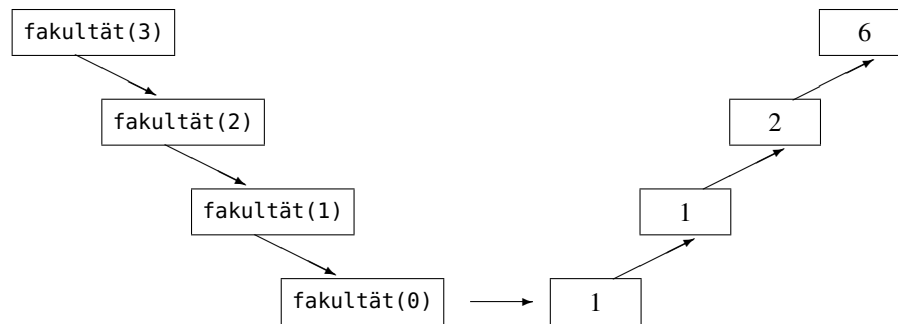 fakultät(3) 6
fakultät(2) 2
fakultät(1) 1
fakultät(0) 1